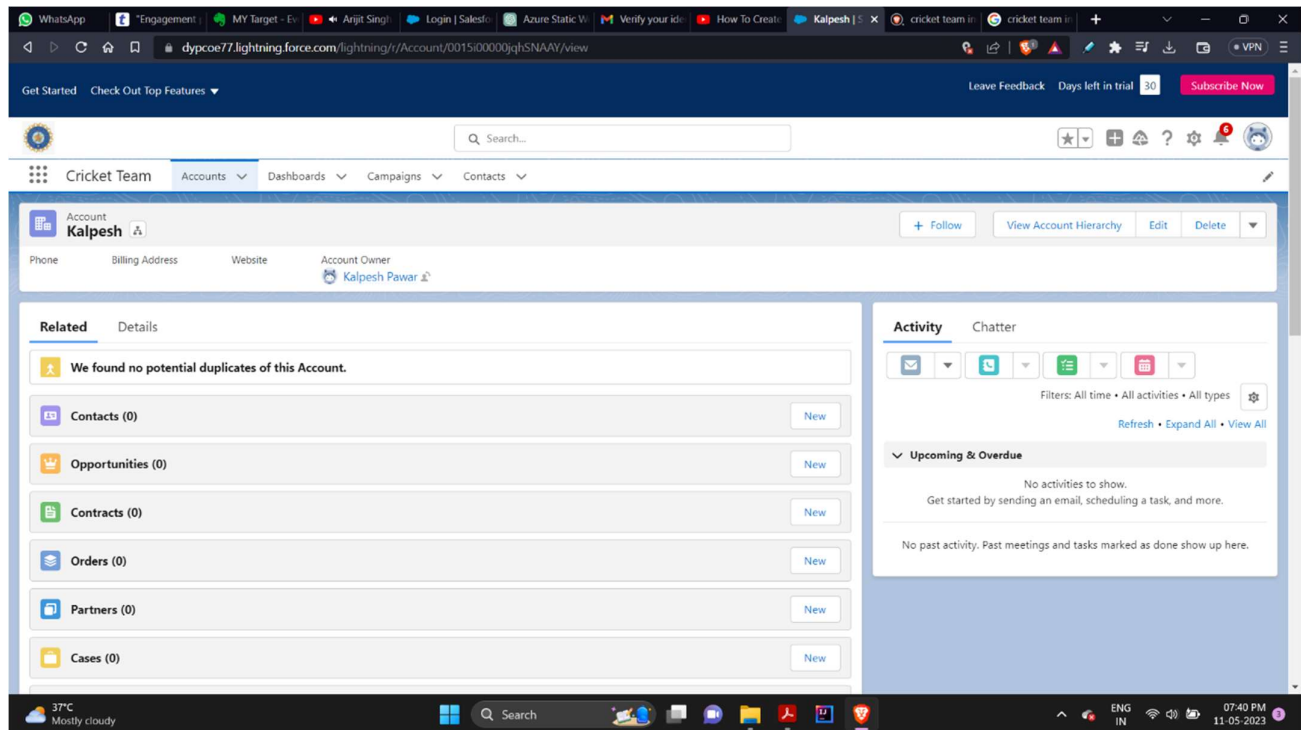 WhatsApp
"Engagement
MY Target - Ev
Arijit Singh
Login | Salesfo
Azure Static W
Verify your ide
How To Create
Kalpesh | S
cricket team in
cricket team in
dypcoe77.lightning.force.com/lightning/r/Account/0015i00000jqhSNAAY/view
VPN
Get Started Check Out Top Features
Leave Feedback Days left in trial 30 Subscribe Now
Search...
6
Cricket Team Accounts Dashboards Campaigns Contacts
Account
Kalpesh
+ Follow View Account Hierarchy Edit Delete
Phone Billing Address Website Account Owner
Kalpesh Pawar
Related Details
We found no potential duplicates of this Account.
Contacts (0) New
Opportunities (0) New
Contracts (0) New
Orders (0) New
Partners (0) New
Cases (0) New
Activity Chatter
Filters: All time • All activities • All types
Refresh • Expand All • View All
Upcoming & Overdue
No activities to show.
Get started by sending an email, scheduling a task, and more.
No past activity. Past meetings and tasks marked as done show up here.
37°C
Mostly cloudy
Search
ENG
IN
07:40 PM
11-05-2023
3